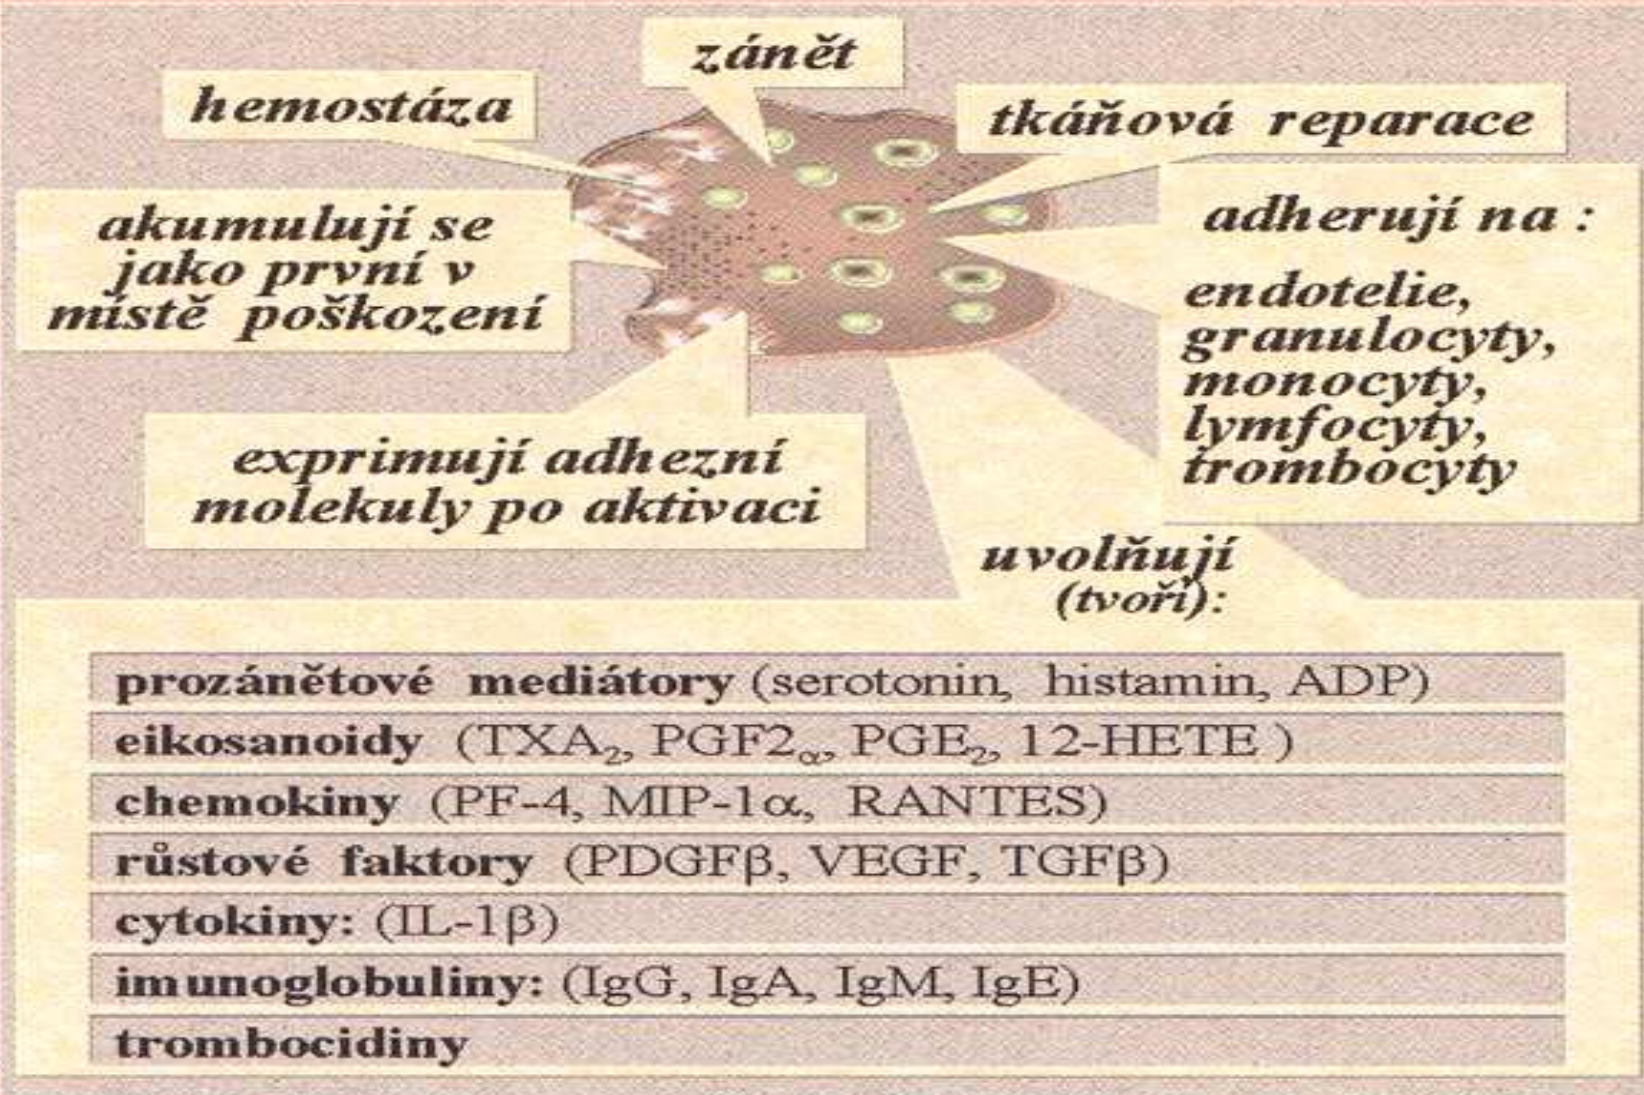 zánět
hemostáza
tkáňová reparace
akumulují se
jako první v
místě poškození
adherují na :
endotelie,
granulocyty,
monocyty,
lymfocyty,
trombocyty
exprimují adhezní
molekuly po aktivaci
uvolňují
(tvoří):
prozánětové mediátory (serotonin, histamin, ADP)
eikosanoidy (TXA₂, PGF2α, PGE₂, 12-HETE )
chemokiny (PF-4, MIP-1α, RANTES)
růstové faktory (PDGFβ, VEGF, TGFβ)
cytokiny: (IL-1β)
imunoglobuliny: (IgG, IgA, IgM, IgE)
trombocidiny